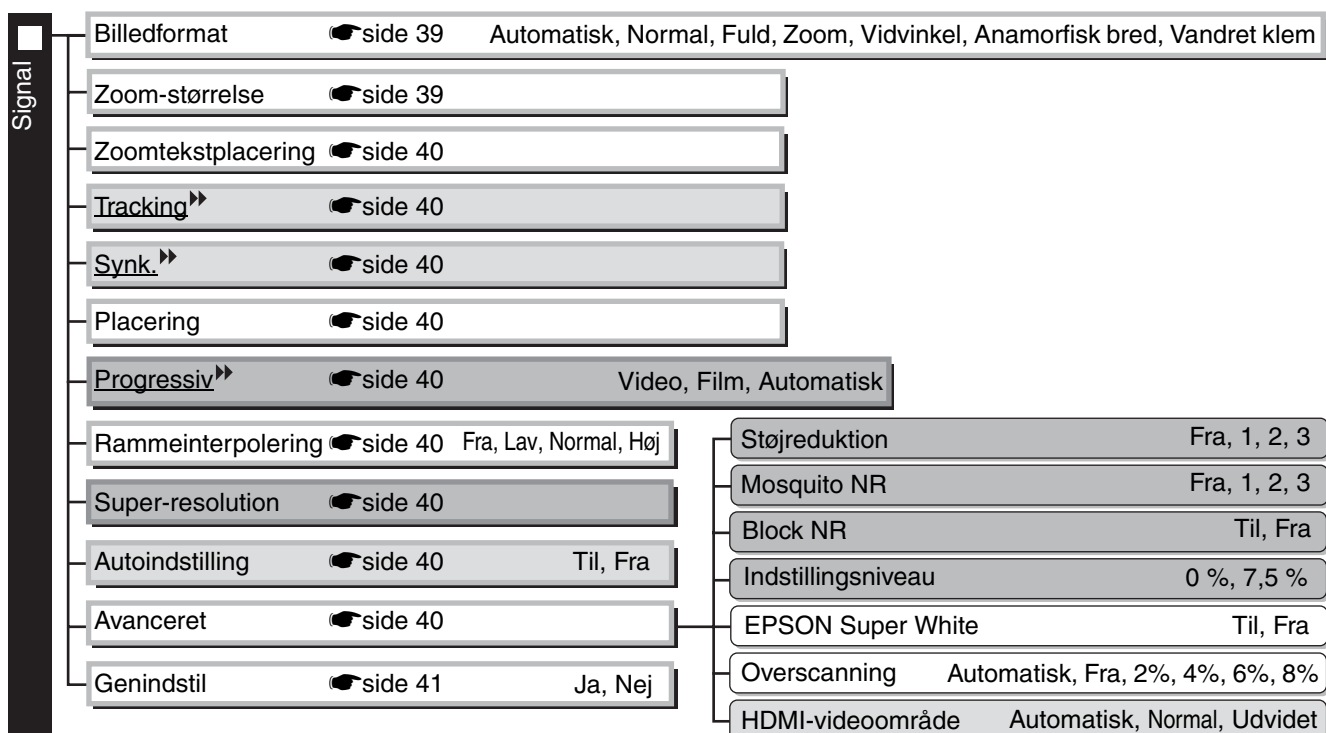 Signal
Billedformat ☛side 39 Automatisk, Normal, Fuld, Zoom, Vidvinkel, Anamorfisk bred, Vandret klem
Zoom-størrelse ☛side 39
Zoomtekstplacering ☛side 40
Tracking ☛side 40
Synk. ☛side 40
Placering ☛side 40
Progressiv ☛side 40 Video, Film, Automatisk
Rammeinterpolering ☛side 40 Fra, Lav, Normal, Høj
Super-resolution ☛side 40
Autoindstilling ☛side 40 Til, Fra
Avanceret ☛side 40
Genindstil ☛side 41 Ja, Nej
Støjreduktion Fra, 1, 2, 3
Mosquito NR Fra, 1, 2, 3
Block NR Til, Fra
Indstillingsniveau 0 %, 7,5 %
EPSON Super White Til, Fra
Overscanning Automatisk, Fra, 2%, 4%, 6%, 8%
HDMI-videoområde Automatisk, Normal, Udvidet